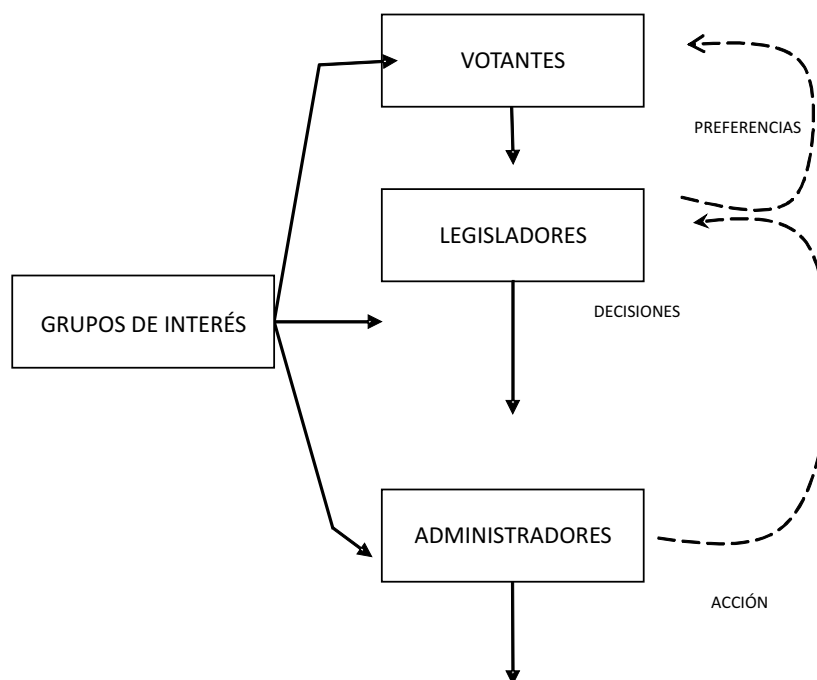 VOTANTES
PREFERENCIAS
LEGISLADORES
GRUPOS DE INTERÉS
DECISIONES
ADMINISTRADORES
ACCIÓN